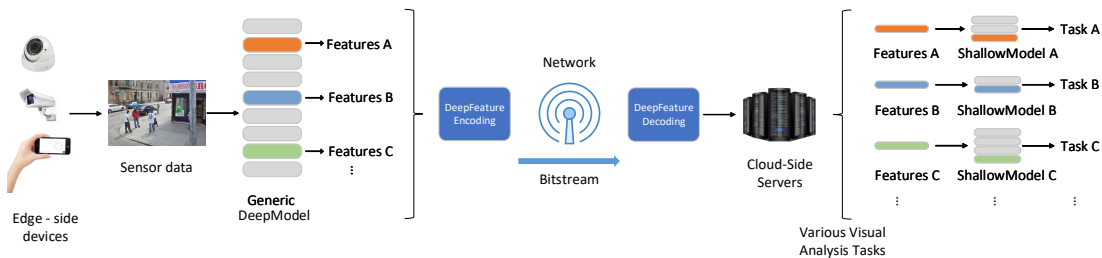 Edge - side
devices
Sensor data
Features A
Features B
Features C
...
Generic
DeepModel
DeepFeature
Encoding
Network
Bitstream
DeepFeature
Decoding
Cloud-Side
Servers
Various Visual
Analysis Tasks
Features A
ShallowModel A
Task A
Features B
ShallowModel B
Task B
Features C
ShallowModel C
Task C
... ... ...